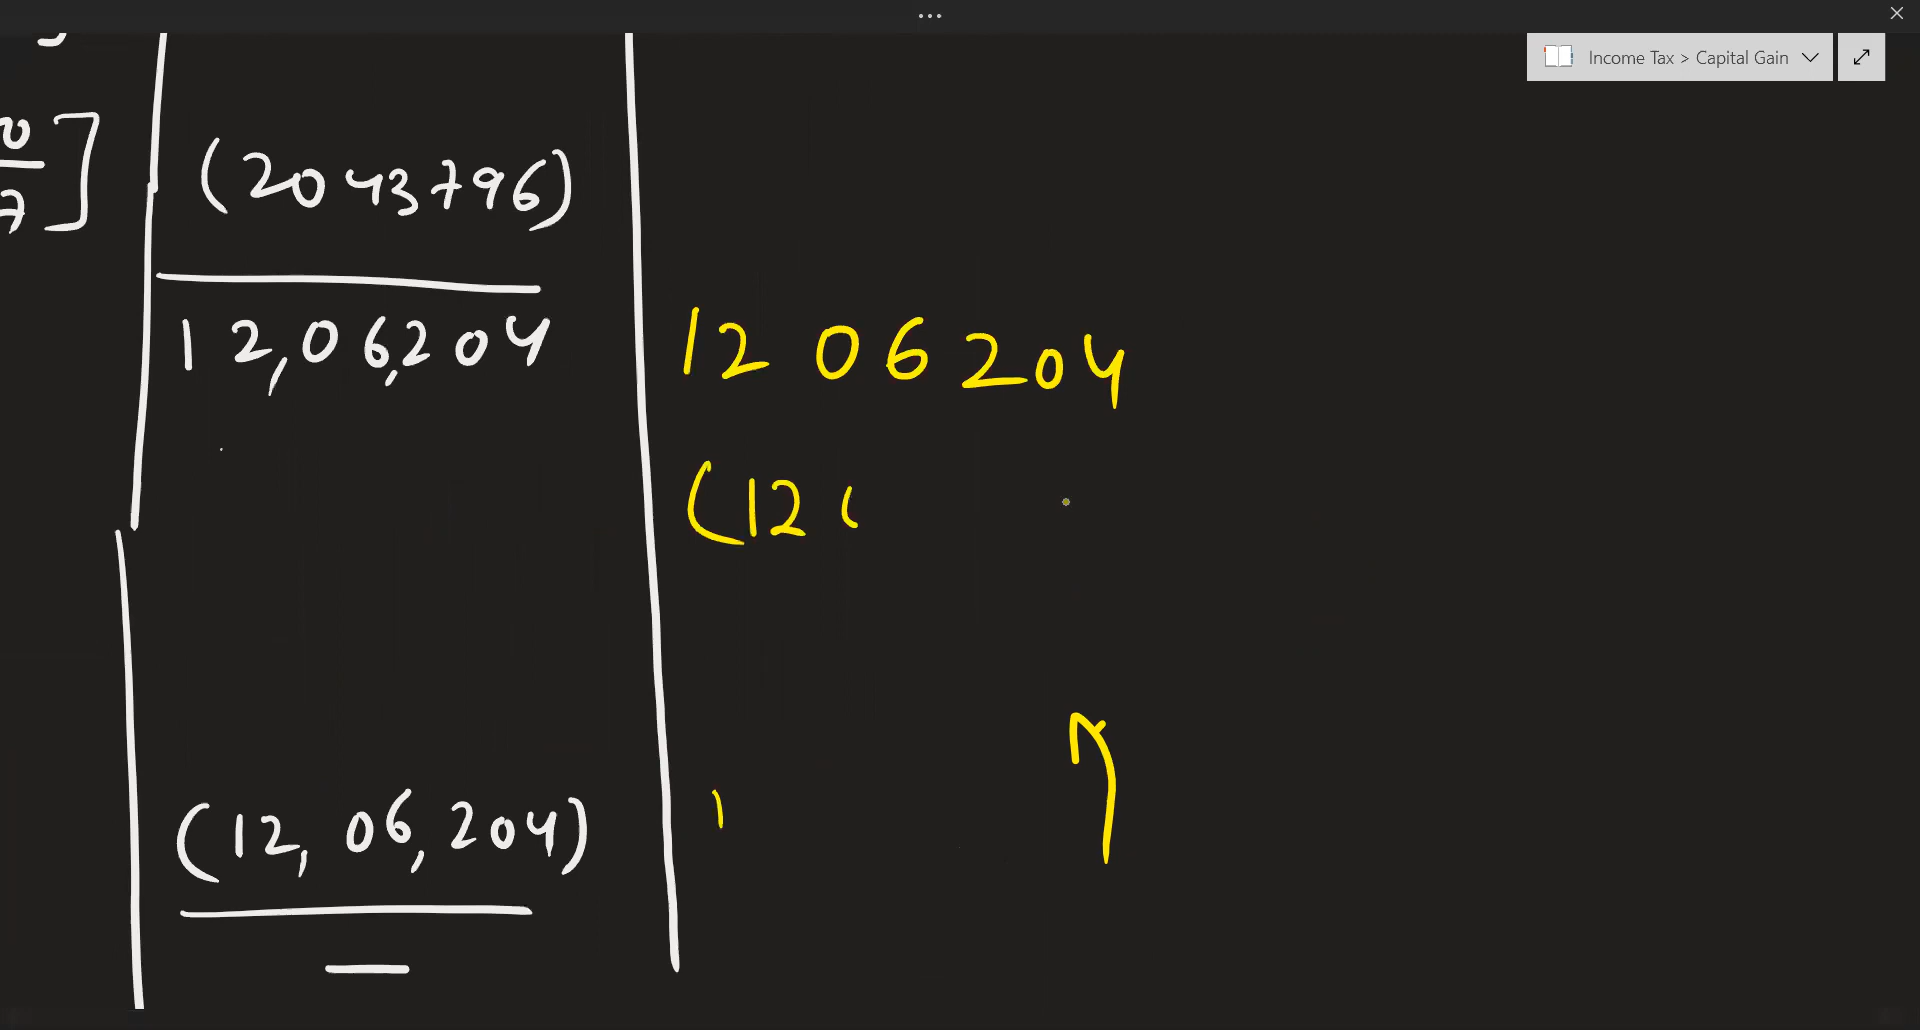 Income Tax > Capital Gain
(2043796)
12,06,204
12 06 204
(12
(12, 06, 204)